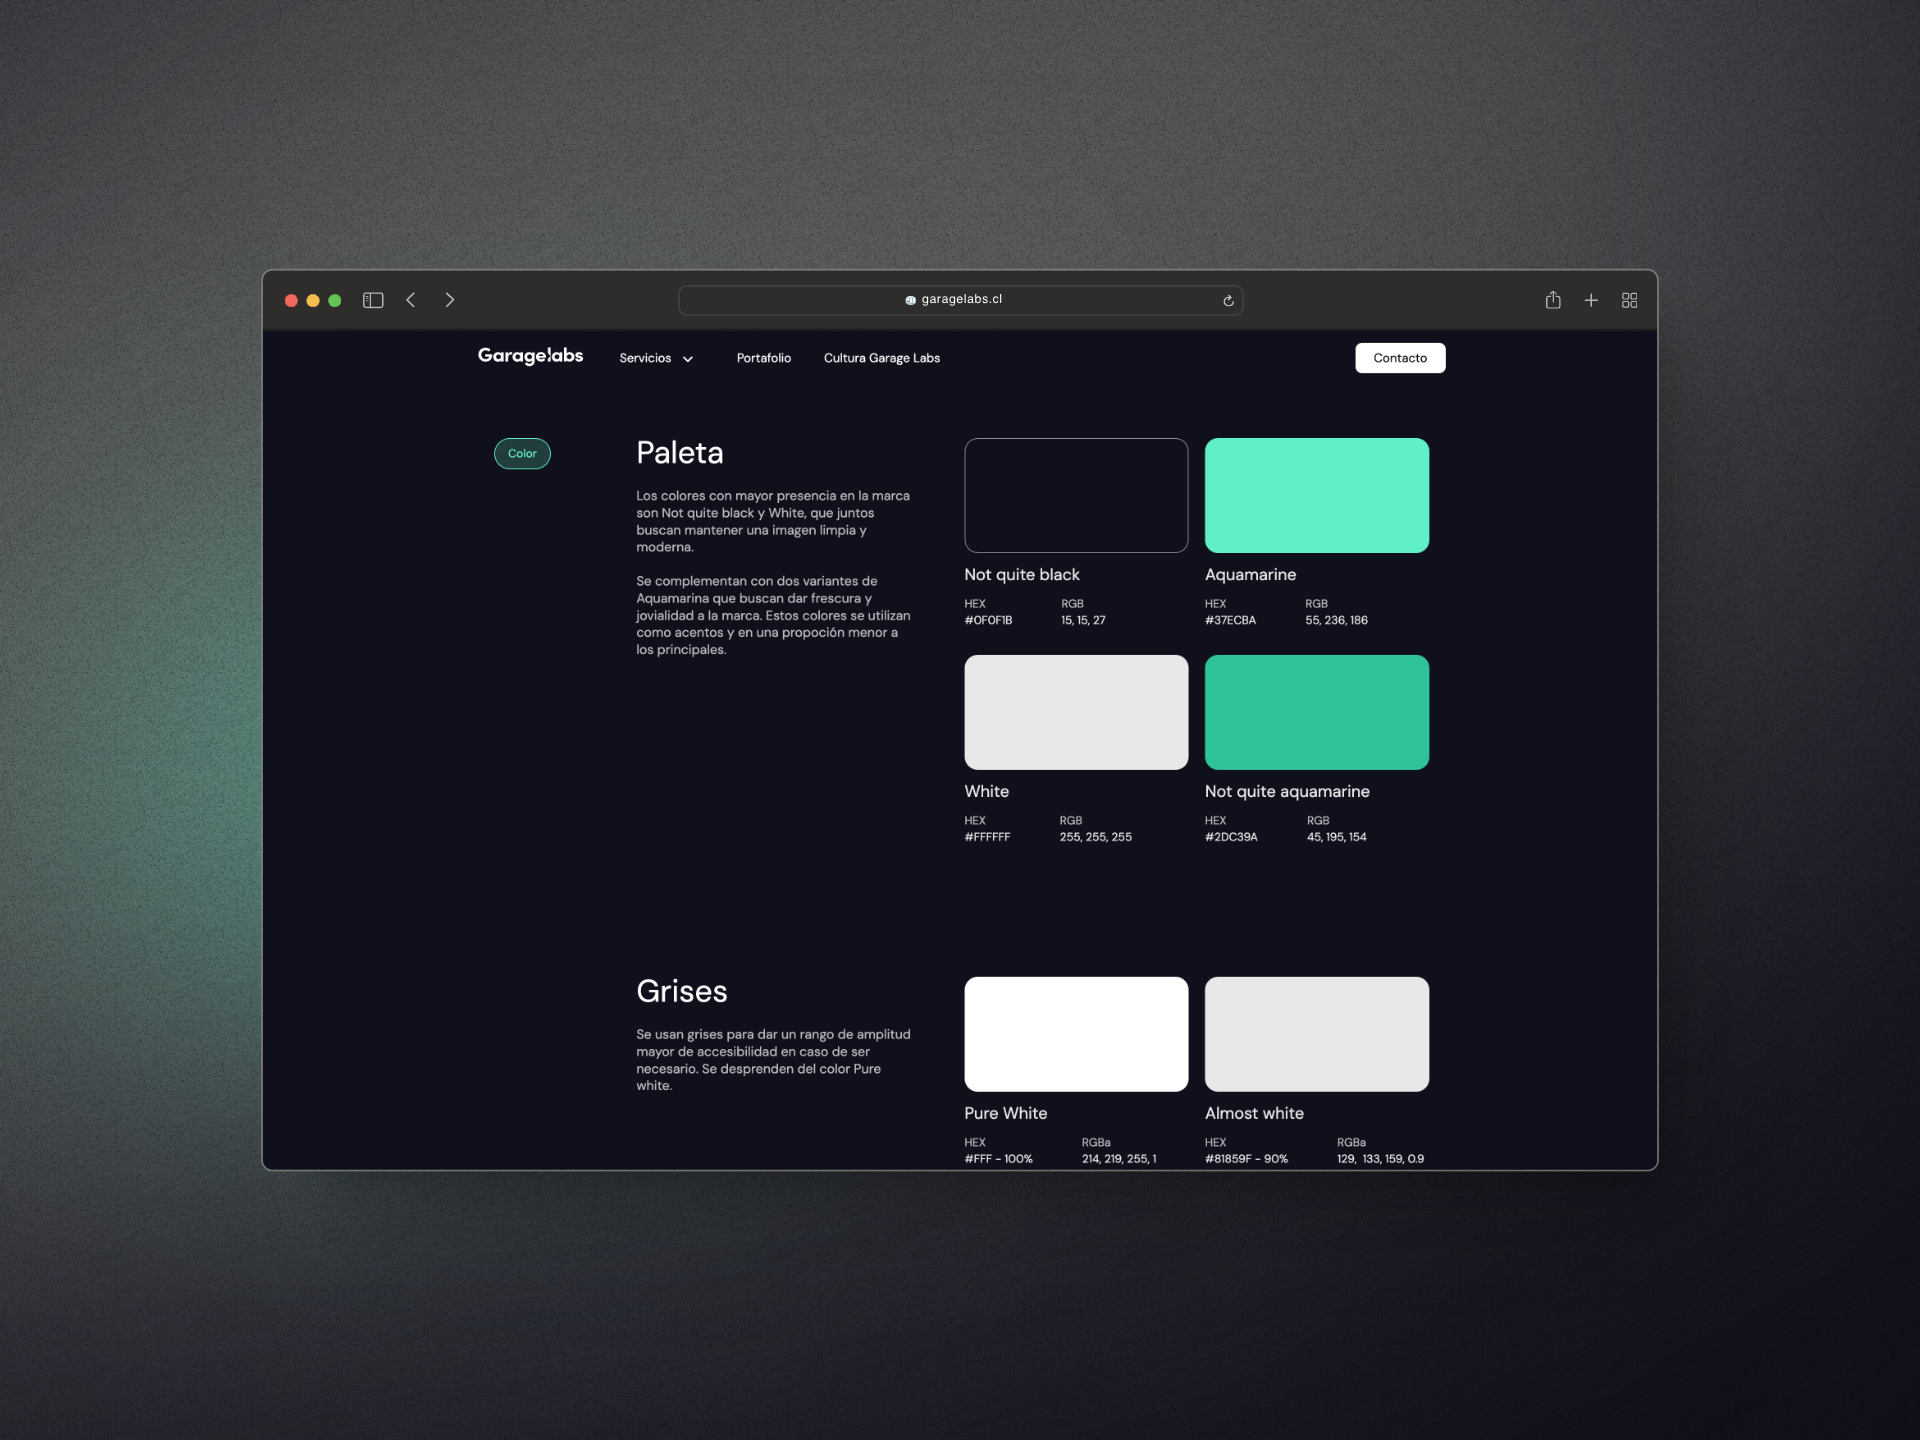 garagelabs.cl
Garagelabs Servicios Portafolio Cultura Garage Labs Contacto
Color
Paleta
Los colores con mayor presencia en la marca
son Not quite black y White, que juntos
buscan mantener una imagen limpia y
moderna.
Se complementan con dos variantes de
Aquamarina que buscan dar frescura y
jovialidad a la marca. Estos colores se utilizan
como acentos y en una propoción menor a
los principales.
Not quite black
HEX RGB
#0F0F1B 15, 15, 27
Aquamarine
HEX RGB
#37ECBA 55, 236, 186
White
HEX RGB
#FFFFFF 255, 255, 255
Not quite aquamarine
HEX RGB
#2DC39A 45, 195, 154
Grises
Se usan grises para dar un rango de amplitud
mayor de accesibilidad en caso de ser
necesario. Se desprenden del color Pure
white.
Pure White
HEX RGBa
#FFF - 100% 214, 219, 255, 1
Almost white
HEX RGBa
#81859F - 90% 129, 133, 159, 0.9